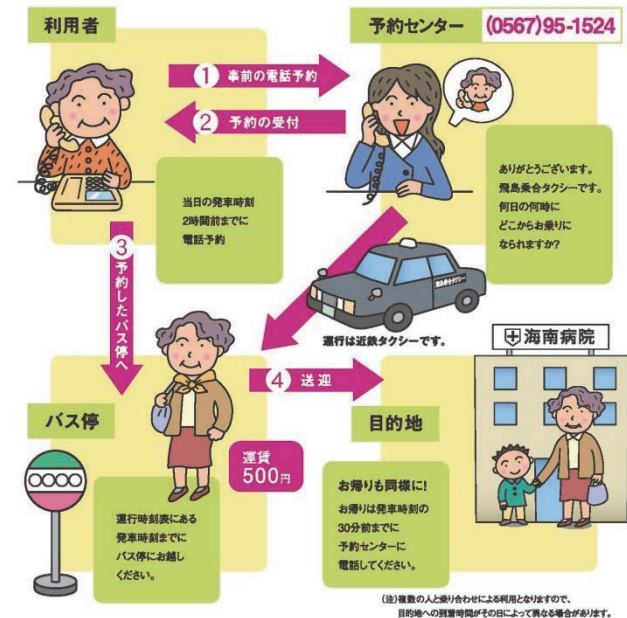 利用者
予約センター
(0567)95-1524
1 事前の電話予約
2 予約の受付
当日の発車時刻
2時間前までに
電話予約
ありがとうございます。
飛島乗合タクシーです。
何日の何時に
どこからお乗りに
なられますか?
3 予約したバス停へ
飛島乗合タクシー
運行は近鉄タクシーです。
海南病院
4 送迎
バス停
目的地
運賃
500円
運行時刻表にある
発車時刻までに
バス停にお越し
ください。
お帰りも同様に!
お帰りは発車時刻の
30分前までに
予約センターに
電話してください。
(注)複数の人と乗り合わせによる利用となりますので、
目的地への到着時間がその日によって異なる場合があります。